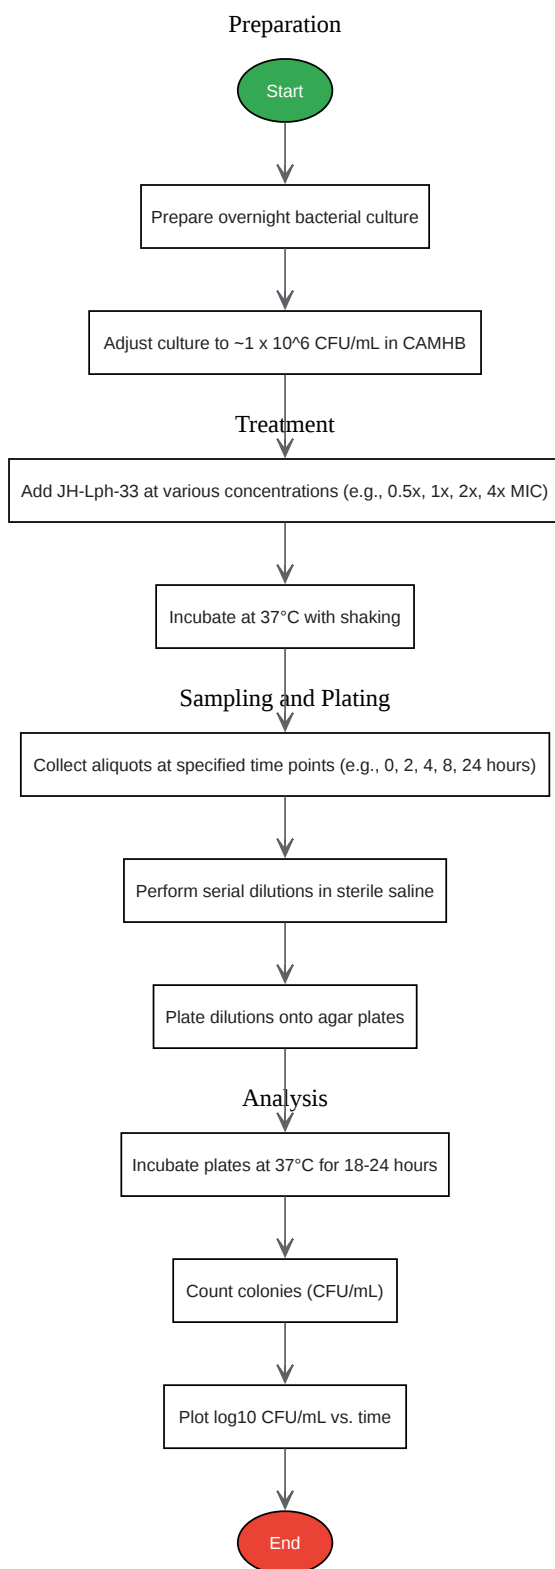 Preparation
Start
Prepare overnight bacterial culture
Adjust culture to ~1 x 10^6 CFU/mL in CAMHB
Treatment
Add JH-Lph-33 at various concentrations (e.g., 0.5x, 1x, 2x, 4x MIC)
Incubate at 37°C with shaking
Sampling and Plating
Collect aliquots at specified time points (e.g., 0, 2, 4, 8, 24 hours)
Perform serial dilutions in sterile saline
Plate dilutions onto agar plates
Analysis
Incubate plates at 37°C for 18-24 hours
Count colonies (CFU/mL)
Plot log10 CFU/mL vs. time
End